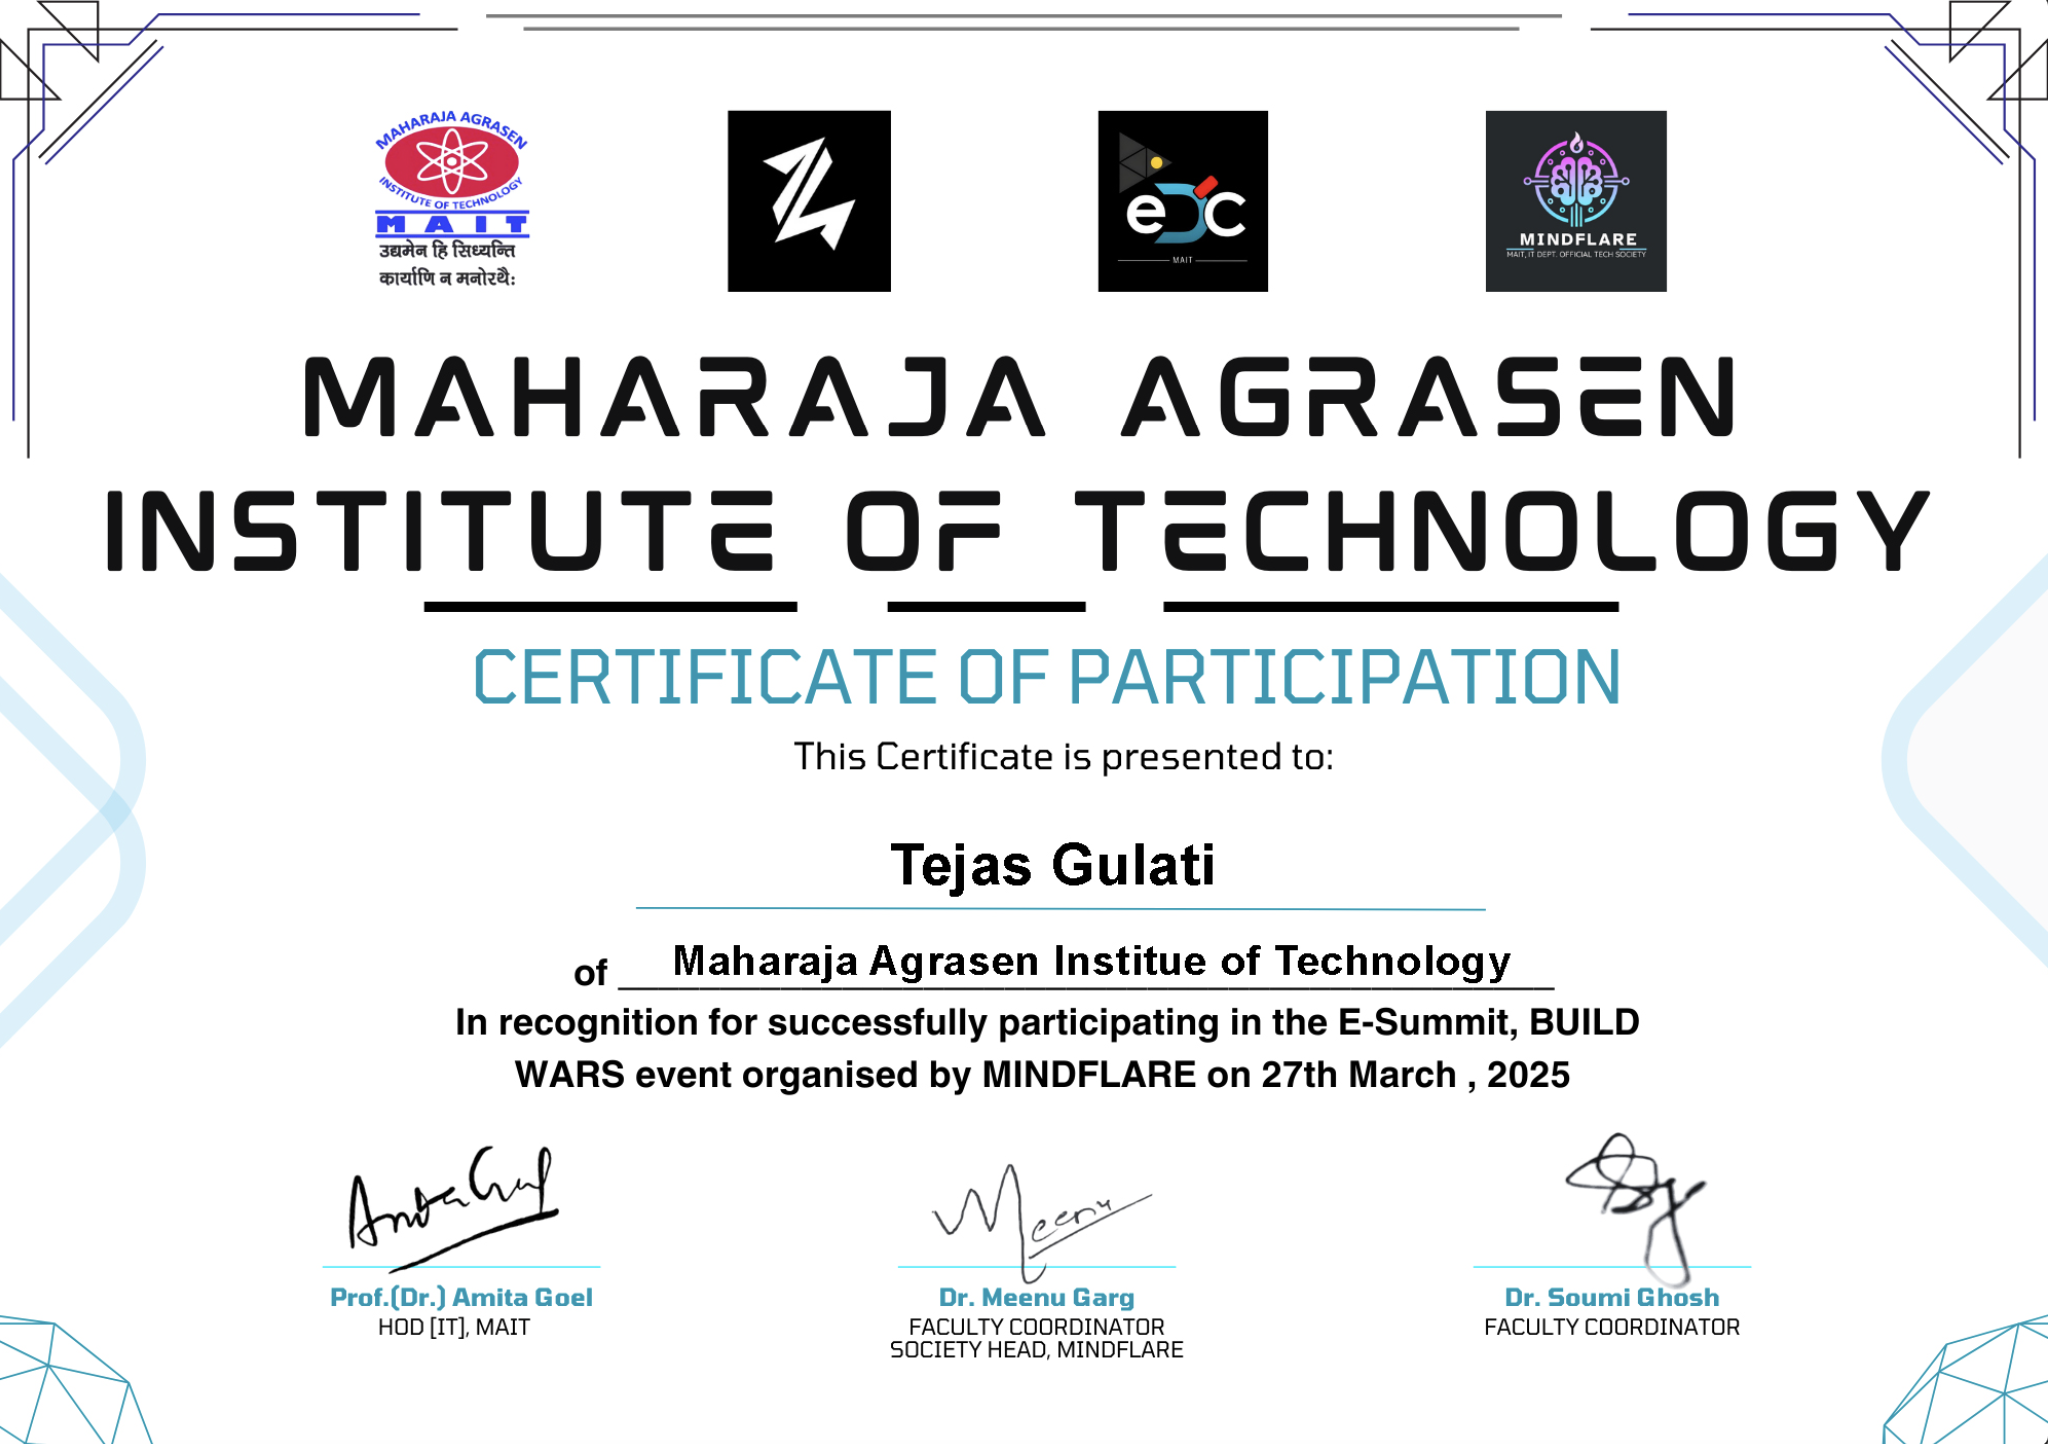 MAHARAJA AGRASEN
INSTITUTE OF TECHNOLOGY
MAIT
उद्यमेन हि सिध्यन्ति
कार्याणि न मनोरथै:
eDC
MAIT
MINDFLARE
MAIT, IT DEPT. OFFICIAL TECH SOCIETY
MAHARAJA AGRASEN
INSTITUTE OF TECHNOLOGY
CERTIFICATE OF PARTICIPATION
This Certificate is presented to:
Tejas Gulati
of Maharaja Agrasen Institue of Technology
In recognition for successfully participating in the E-Summit, BUILD
WARS event organised by MINDFLARE on 27th March , 2025
Meenu
Prof.(Dr.) Amita Goel
HOD [IT], MAIT
Dr. Meenu Garg
FACULTY COORDINATOR
SOCIETY HEAD, MINDFLARE
Dr. Soumi Ghosh
FACULTY COORDINATOR